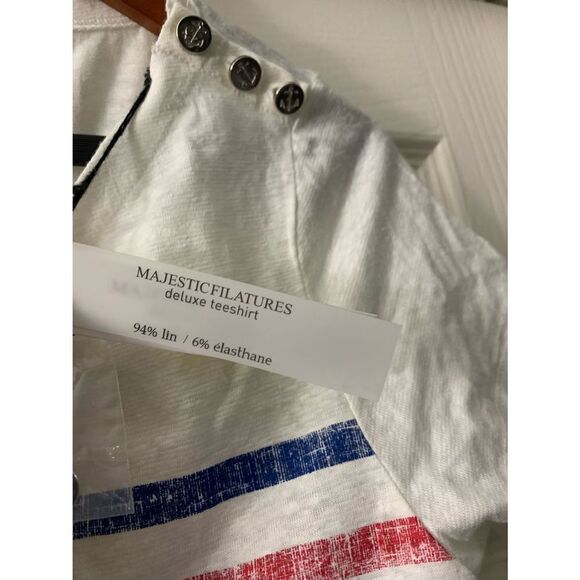 MAJESTICFILATURES
deluxe teeshirt
94% lin / 6% élasthane